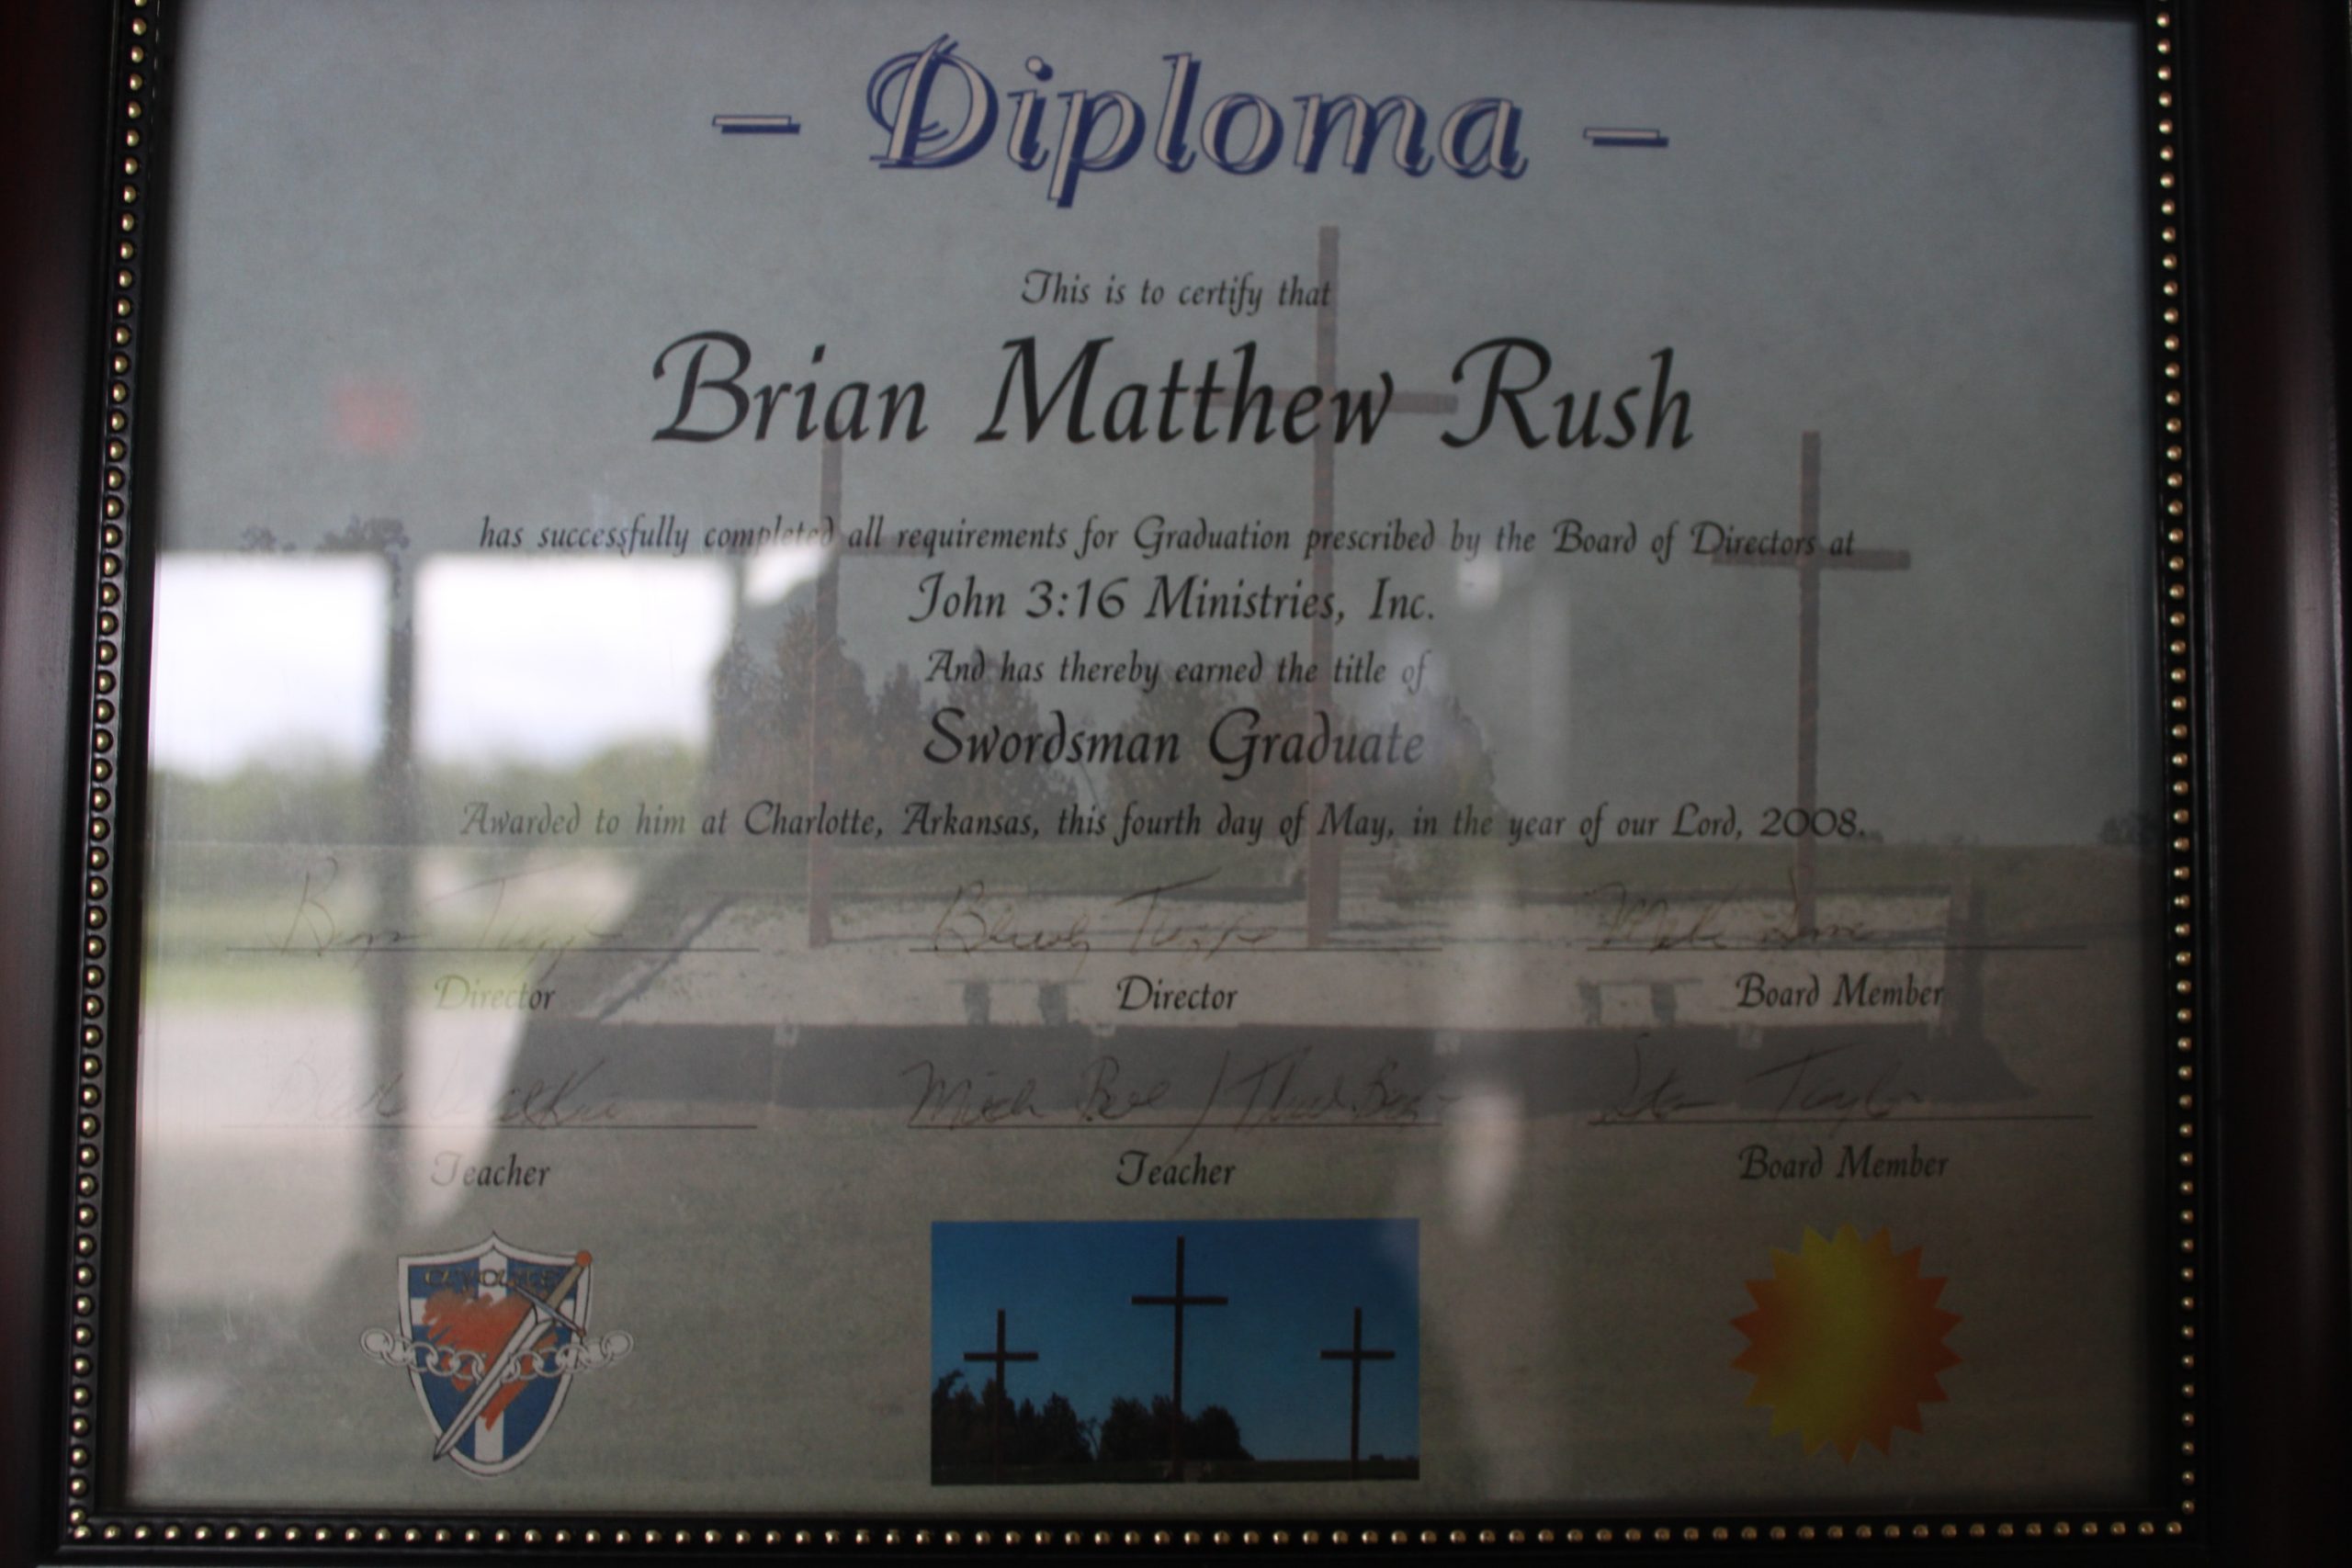 - Diploma -
This is to certify that
Brian Matthew Rush
has successfully completed all requirements for Graduation prescribed by the Board of Directors at
John 3:16 Ministries, Inc.
And has thereby earned the title of
Swordsman Graduate
Awarded to him at Charlotte, Arkansas, this fourth day of May, in the year of our Lord, 2008.
Director Director Board Member
Teacher Teacher Board Member